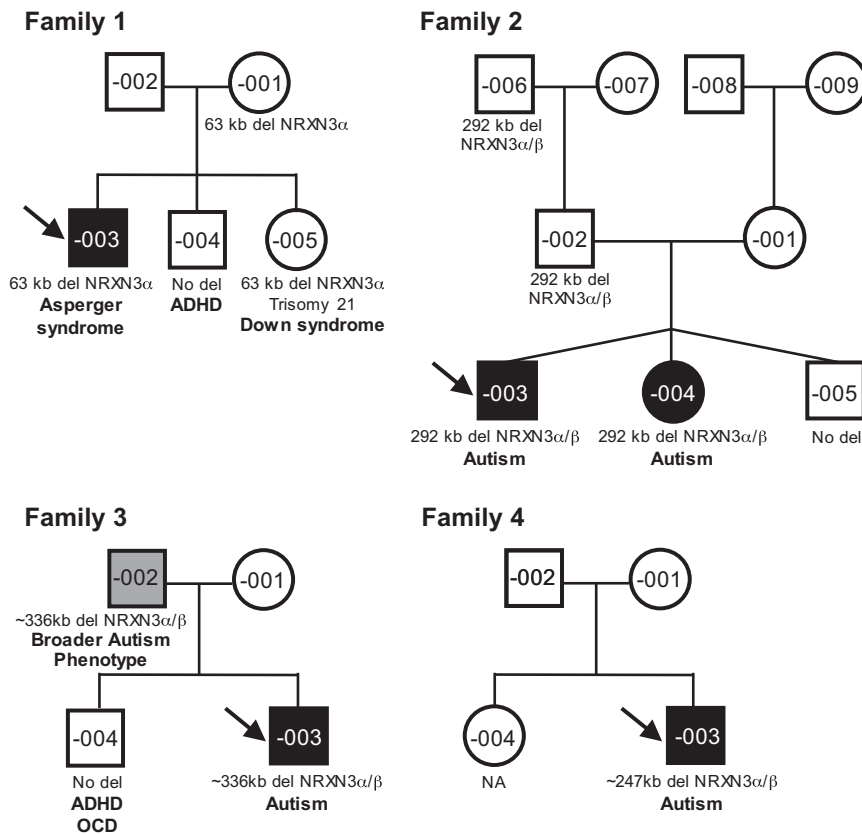 Family 1
-002
-001
63 kb del NRXN3α
-003
-004
-005
63 kb del NRXN3α
Asperger
syndrome
No del
ADHD
63 kb del NRXN3α
Trisomy 21
Down syndrome
Family 2
-006
-007
-008
-009
292 kb del
NRXN3α/β
-002
-001
292 kb del
NRXN3α/β
-003
-004
-005
292 kb del NRXN3α/β
Autism
292 kb del NRXN3α/β
Autism
No del
Family 3
-002
-001
~336kb del NRXN3α/β
Broader Autism
Phenotype
-004
-003
No del
ADHD
OCD
~336kb del NRXN3α/β
Autism
Family 4
-002
-001
-004
-003
NA
~247kb del NRXN3α/β
Autism